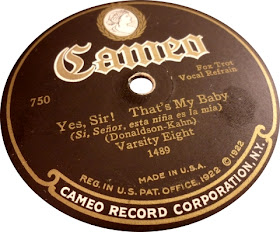 Cameo
Fox Trot
Vocal Refrain
750
Yes, Sir! That's My Baby
(Si, Señor, esta niña es la mia)
(Donaldson-Kahn)
Varsity Eight
1489
MADE IN U.S.A.
REG. IN U.S. PAT. OFFICE, 1922 ©1922
CAMEO RECORD CORPORATION, N.Y.